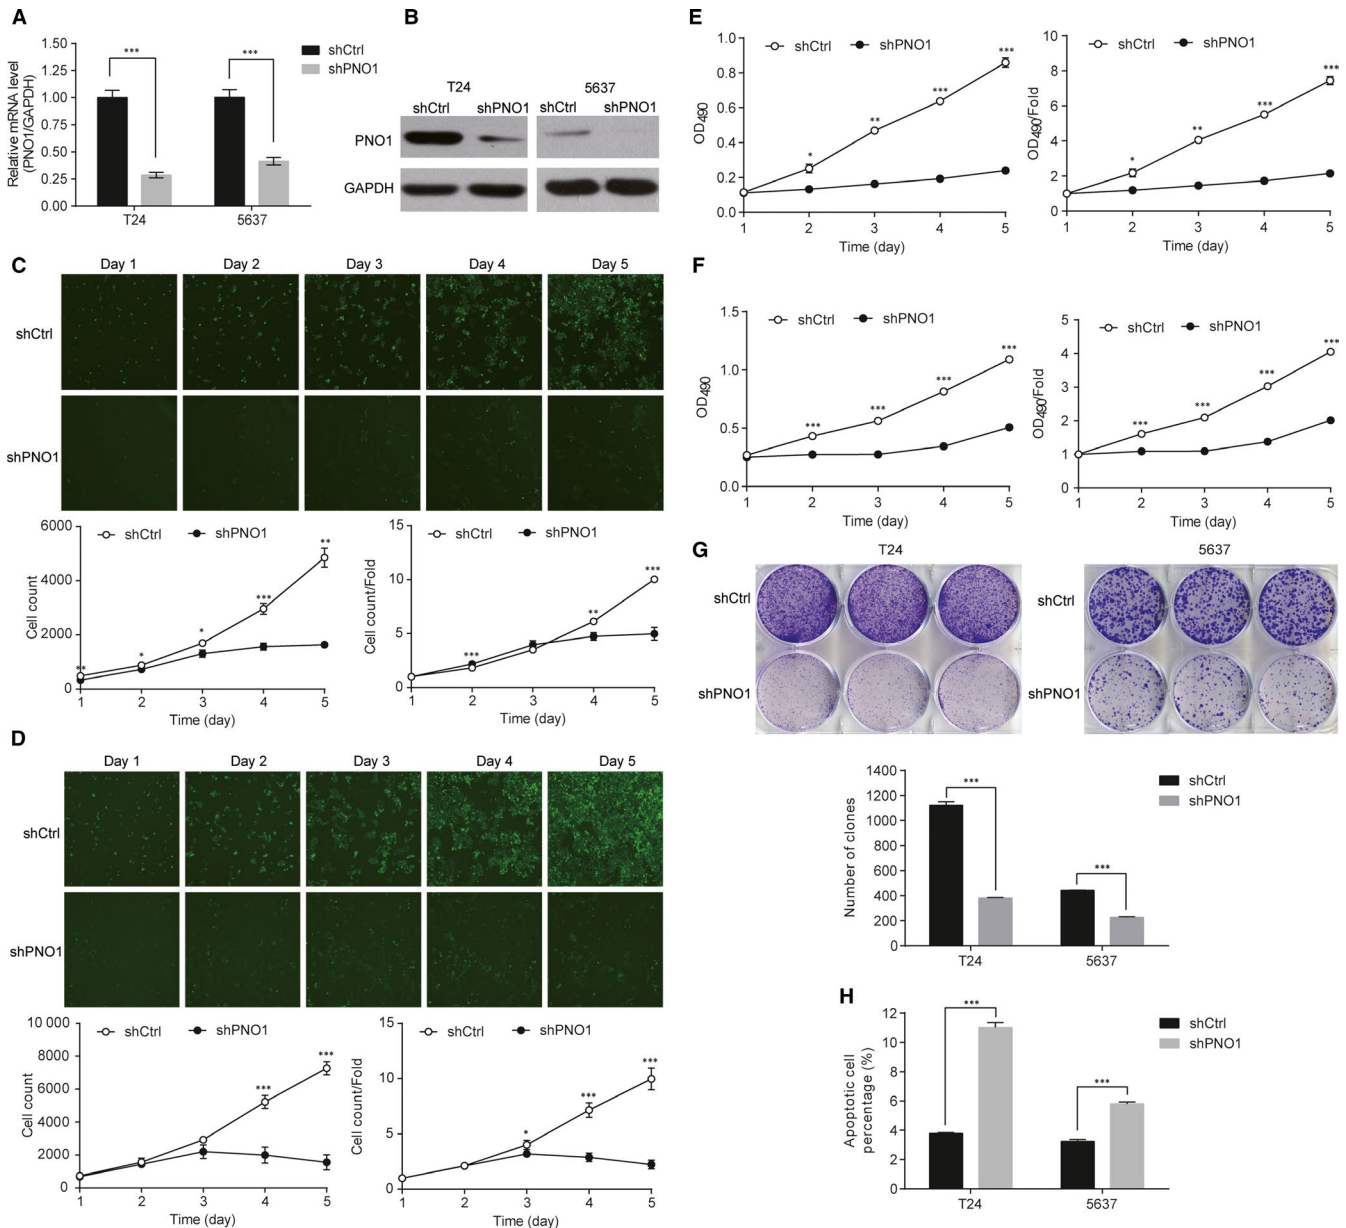 A
1.50
1.25
1.00
0.75
0.50
0.25
0.00
Relative mRNA level
(PNO1/GAPDH)
***
***
shCtrl
shPNO1
T24
5637
B
T24
5637
shCtrl
shPNO1
shCtrl
shPNO1
PNO1
GAPDH
C
Day 1
Day 2
Day 3
Day 4
Day 5
shCtrl
shPNO1
6000
4000
2000
0
Cell count
shCtrl
shPNO1
**
*
*
***
**
1
2
3
4
5
Time (day)
15
10
5
0
Cell count/Fold
shCtrl
shPNO1
***
**
***
1
2
3
4
5
Time (day)
D
Day 1
Day 2
Day 3
Day 4
Day 5
shCtrl
shPNO1
10 000
8000
6000
4000
2000
0
Cell count
shCtrl
shPNO1
***
***
1
2
3
4
5
Time (day)
15
10
5
0
Cell count/Fold
shCtrl
shPNO1
*
***
***
1
2
3
4
5
Time (day)
E
1.0
0.8
0.6
0.4
0.2
0.0
OD490
shCtrl
shPNO1
*
**
***
***
1
2
3
4
5
Time (day)
10
8
6
4
2
0
OD490/Fold
shCtrl
shPNO1
*
**
***
***
1
2
3
4
5
Time (day)
F
1.5
1.0
0.5
0.0
OD490
shCtrl
shPNO1
***
***
***
***
1
2
3
4
5
Time (day)
5
4
3
2
1
0
OD490/Fold
shCtrl
shPNO1
***
***
***
***
1
2
3
4
5
Time (day)
G
T24
5637
shCtrl
shPNO1
shCtrl
shPNO1
1400
1200
1000
800
600
400
200
0
Number of clones
***
***
shCtrl
shPNO1
T24
5637
H
12
10
8
6
4
2
0
Apoptotic cell
percentage (%)
***
***
shCtrl
shPNO1
T24
5637